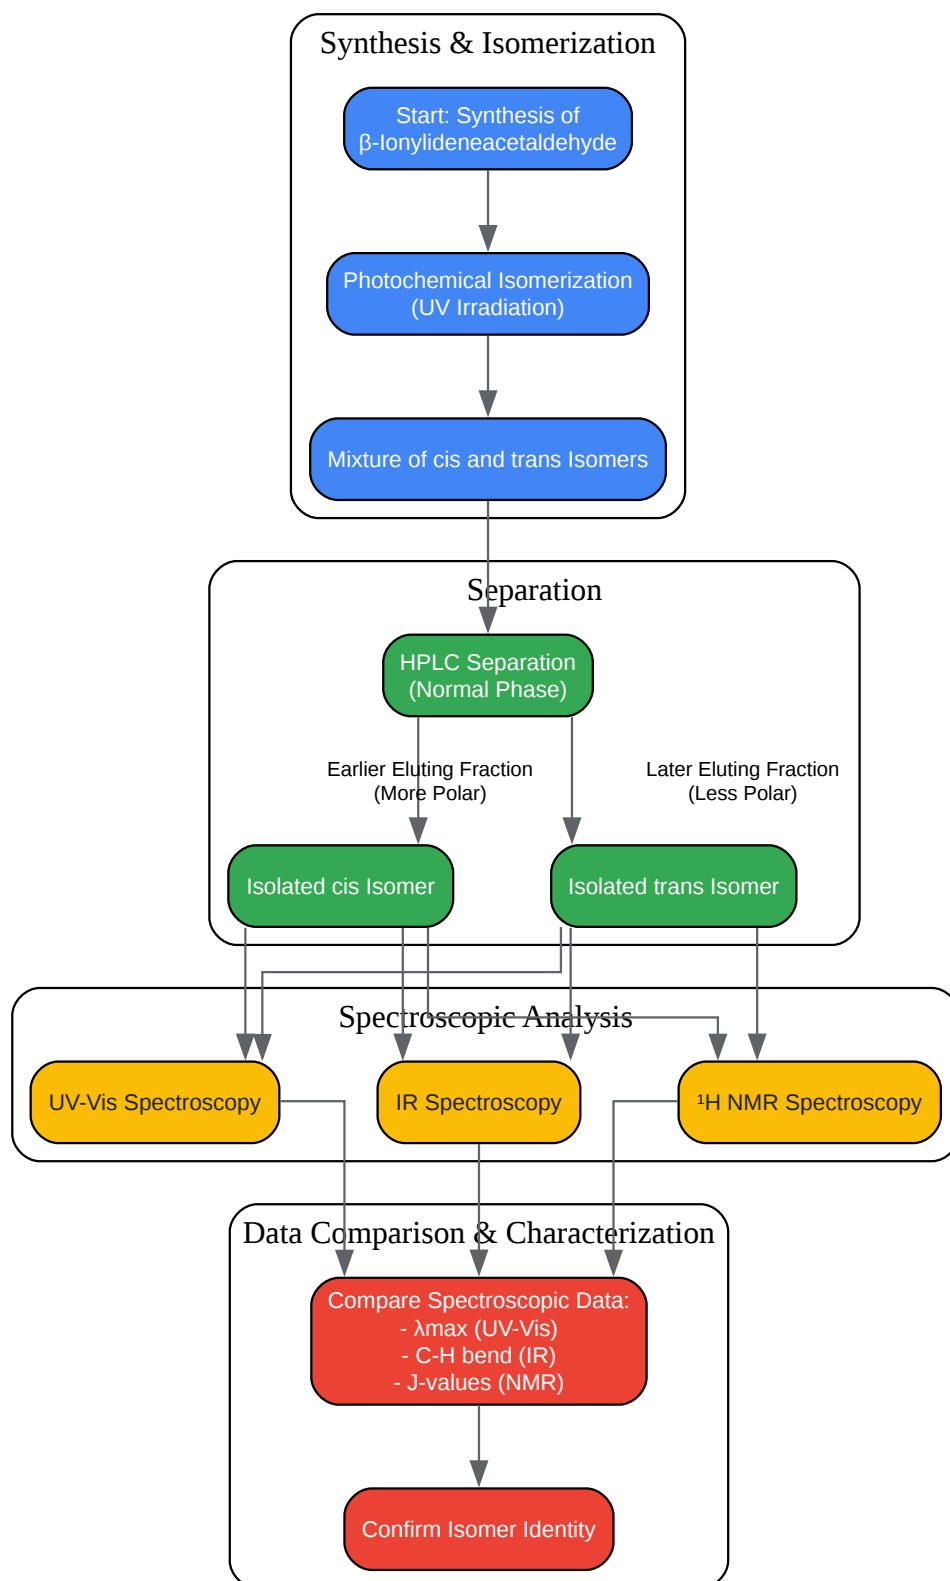 Synthesis & Isomerization
Start: Synthesis of
β-Ionylideneacetaldehyde
Photochemical Isomerization
(UV Irradiation)
Mixture of cis and trans Isomers
Separation
HPLC Separation
(Normal Phase)
Earlier Eluting Fraction
(More Polar)
Later Eluting Fraction
(Less Polar)
Isolated cis Isomer
Isolated trans Isomer
Spectroscopic Analysis
UV-Vis Spectroscopy
IR Spectroscopy
¹H NMR Spectroscopy
Data Comparison & Characterization
Compare Spectroscopic Data:
- λmax (UV-Vis)
- C-H bend (IR)
- J-values (NMR)
Confirm Isomer Identity